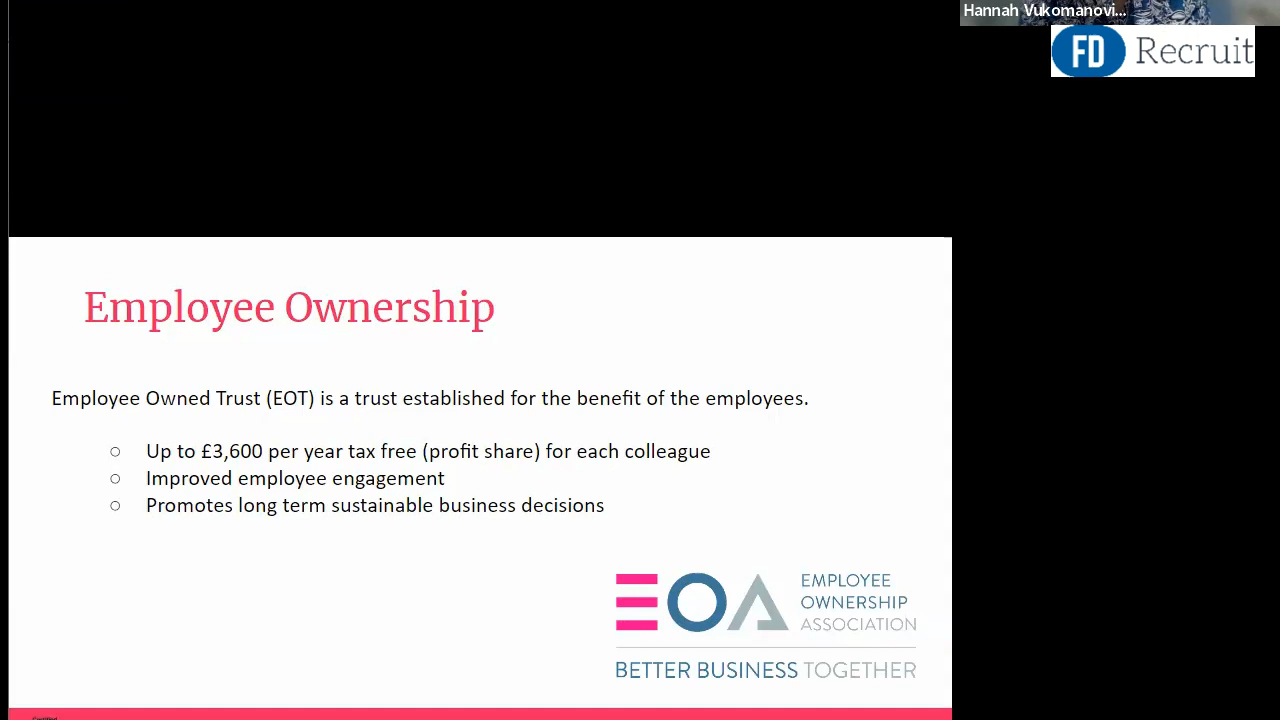 Hannah Vukomanovi...
FD Recruit
Employee Ownership
Employee Owned Trust (EOT) is a trust established for the benefit of the employees.
○ Up to £3,600 per year tax free (profit share) for each colleague
○ Improved employee engagement
○ Promotes long term sustainable business decisions
EOA
EMPLOYEE
OWNERSHIP
ASSOCIATION
BETTER BUSINESS TOGETHER